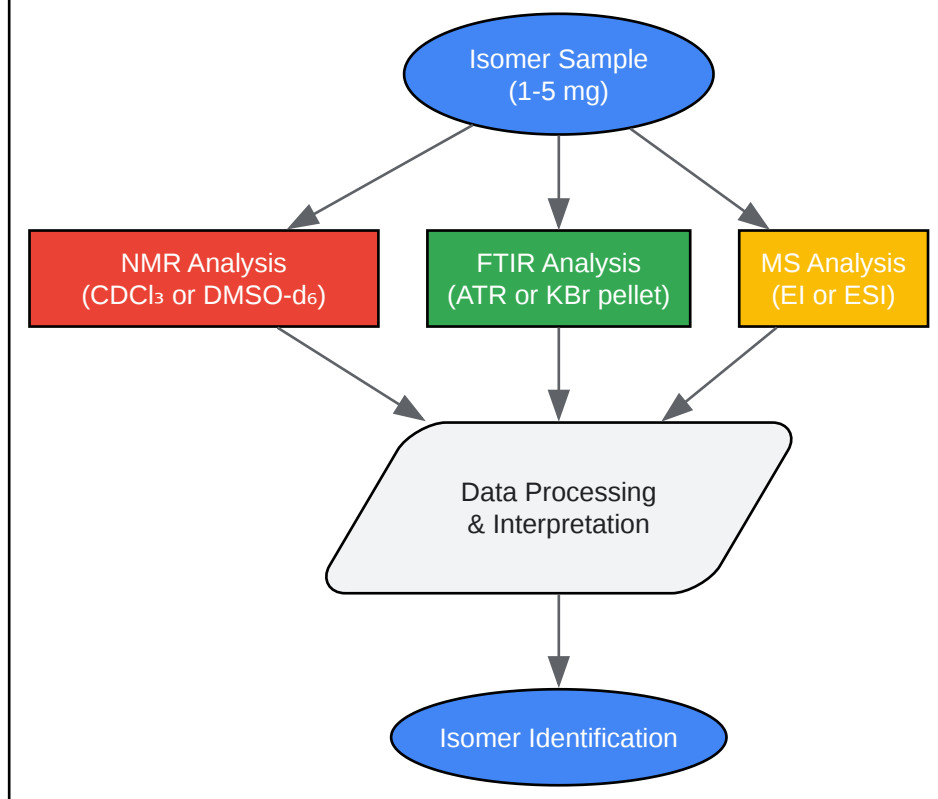 Isomer Sample
(1-5 mg)
NMR Analysis
(CDCl₃ or DMSO-d₆)
FTIR Analysis
(ATR or KBr pellet)
MS Analysis
(EI or ESI)
Data Processing
& Interpretation
Isomer Identification